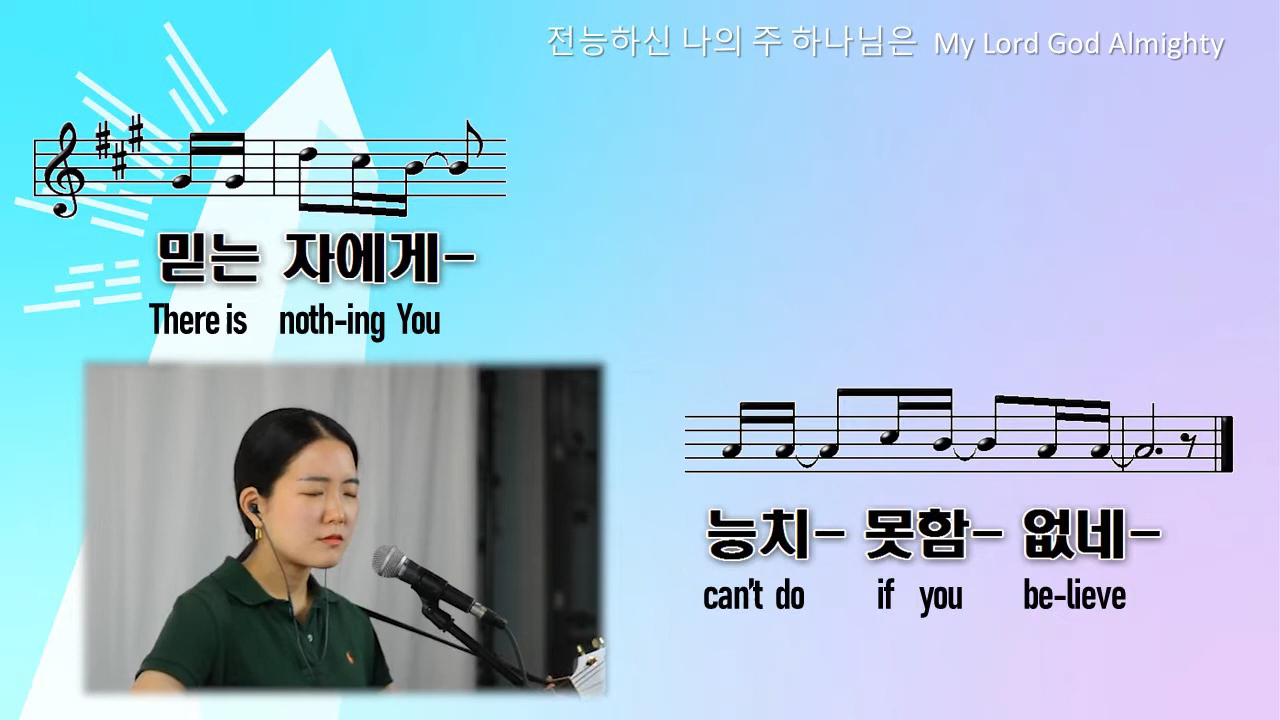 전능하신 나의 주 하나님은 My Lord God Almighty
믿는 자에게-
There is noth-ing You
능치- 못함- 없네-
can't do if you be-lieve